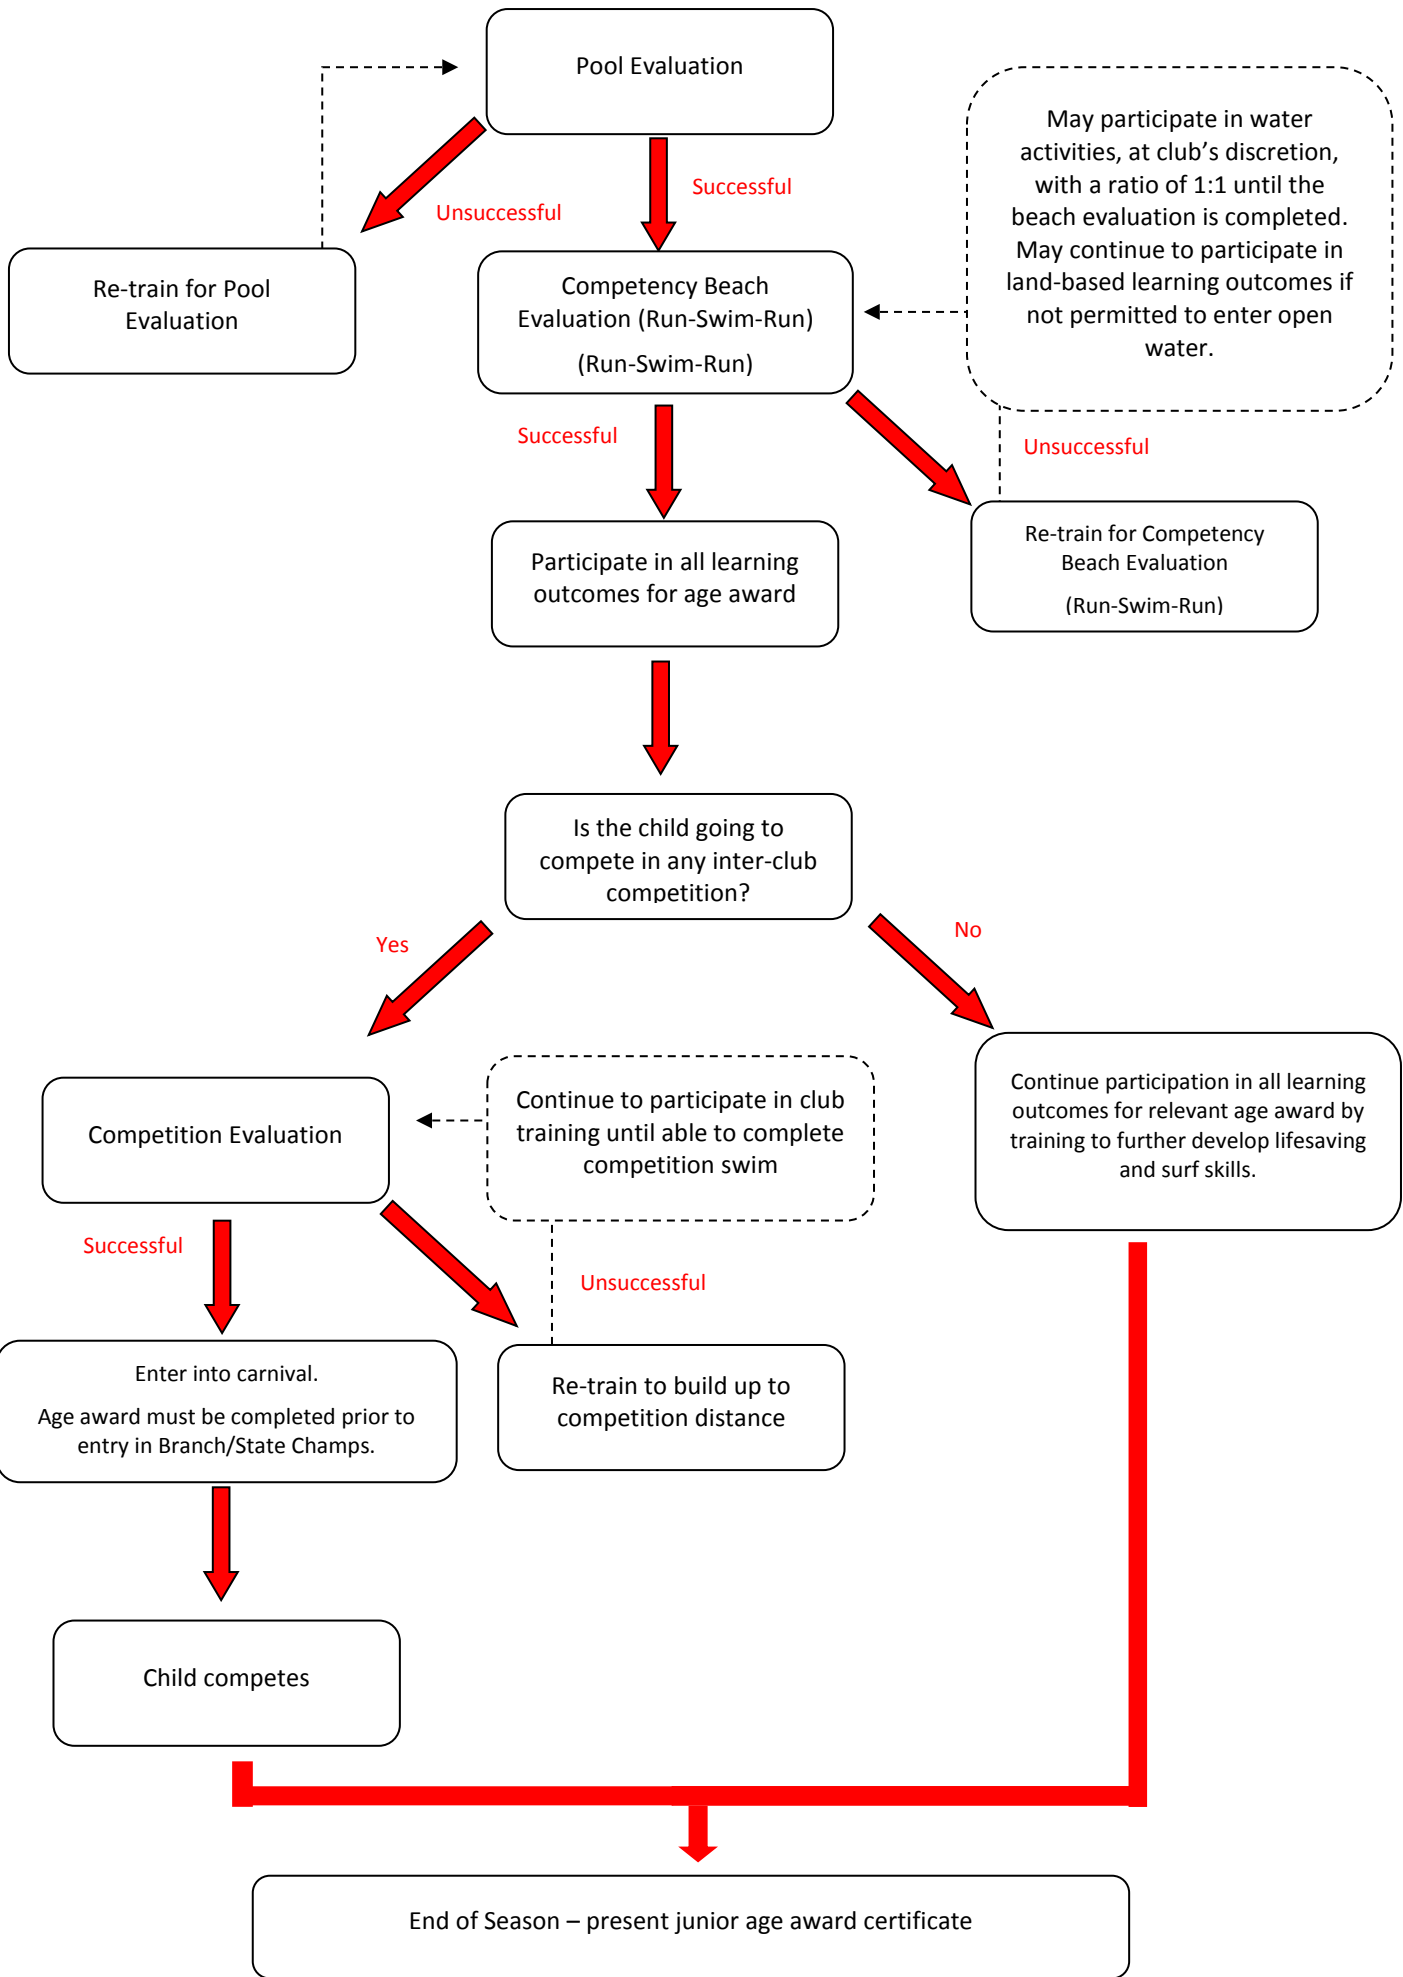 Pool Evaluation
May participate in water
activities, at club’s discretion,
with a ratio of 1:1 until the
beach evaluation is completed.
May continue to participate in
land-based learning outcomes if
not permitted to enter open
water.
Successful
Unsuccessful
Re-train for Pool
Evaluation
Competency Beach
Evaluation (Run-Swim-Run)
(Run-Swim-Run)
Successful
Unsuccessful
Participate in all learning
outcomes for age award
Re-train for Competency
Beach Evaluation
(Run-Swim-Run)
Is the child going to
compete in any inter-club
competition?
Yes
No
Competition Evaluation
Continue to participate in club
training until able to complete
competition swim
Continue participation in all learning
outcomes for relevant age award by
training to further develop lifesaving
and surf skills.
Successful
Unsuccessful
Enter into carnival.
Age award must be completed prior to
entry in Branch/State Champs.
Re-train to build up to
competition distance
Child competes
End of Season – present junior age award certificate